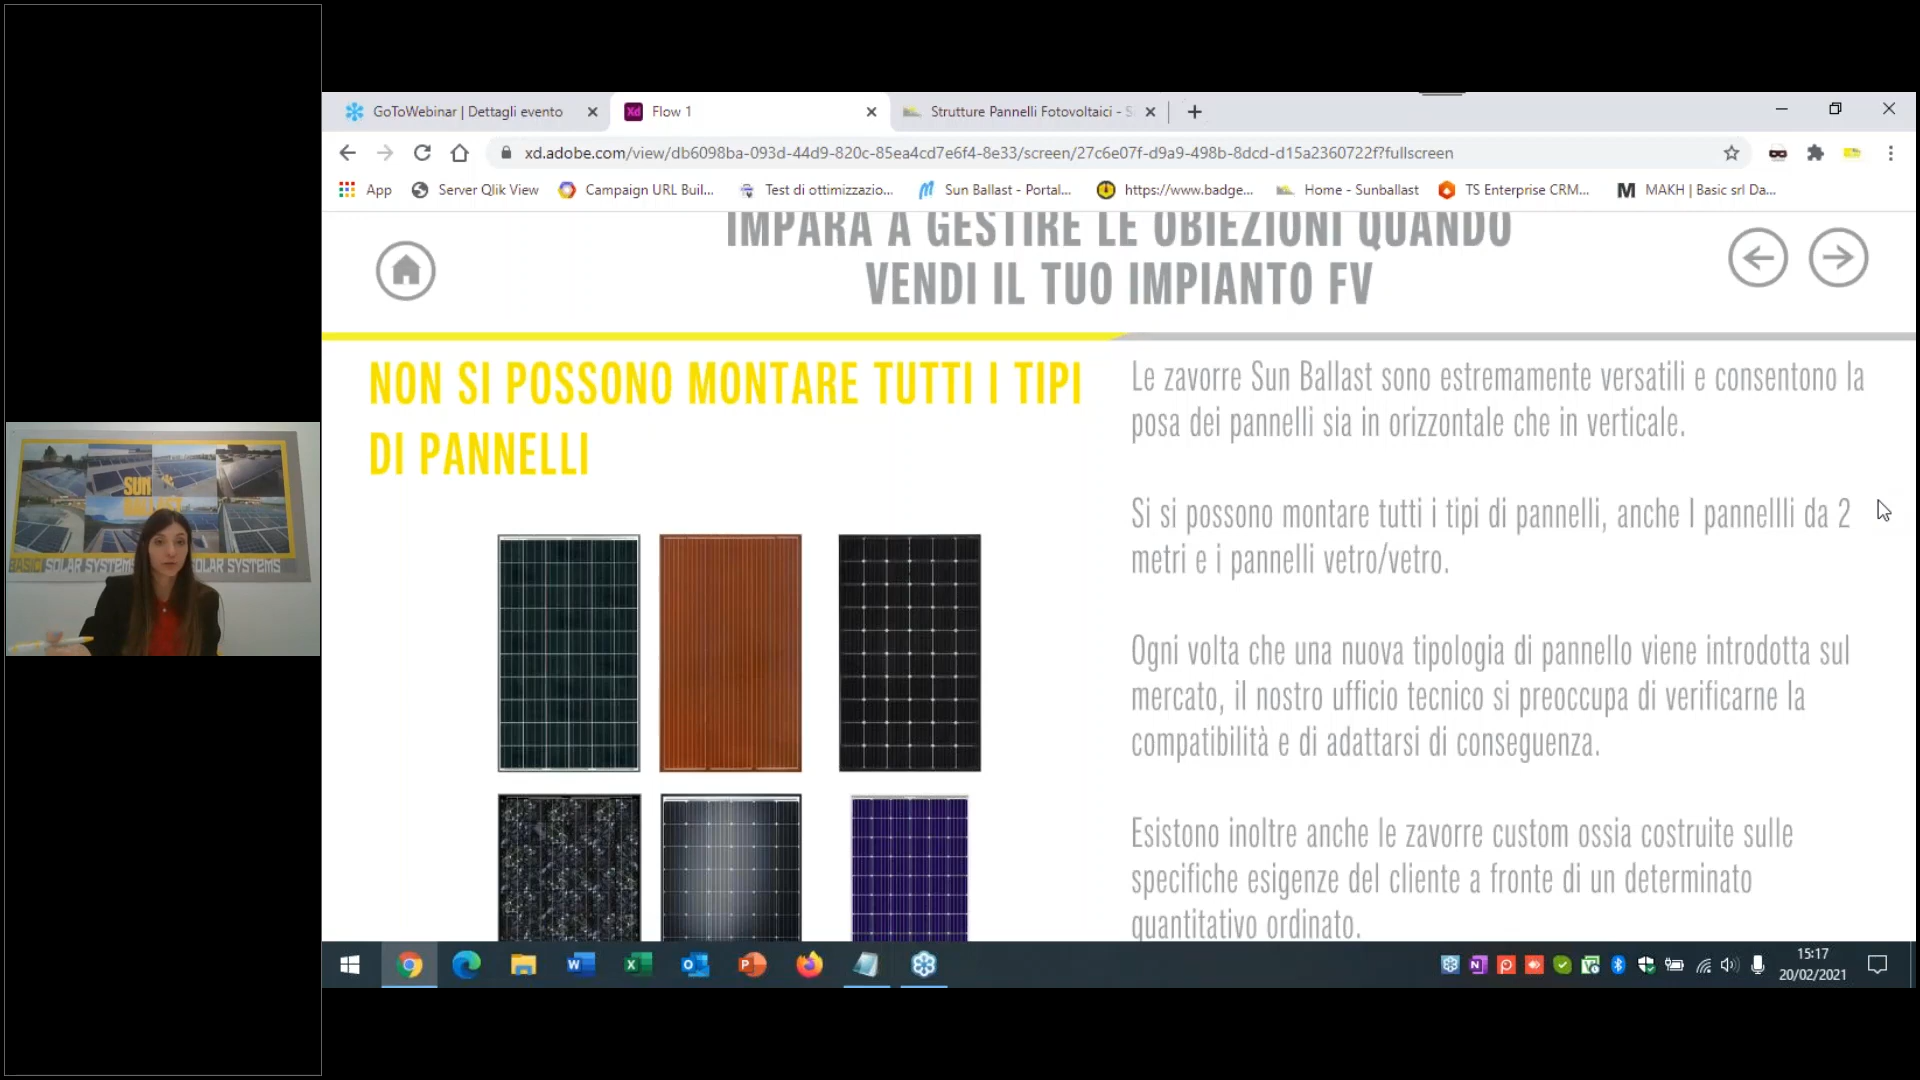 GoToWebinar | Dettagli evento
Flow 1
Strutture Pannelli Fotovoltaici - S
xd.adobe.com/view/db6098ba-093d-44d9-820c-85ea4cd7e6f4-8e33/screen/27c6e07f-d9a9-498b-8dcd-d15a2360722f?fullscreen
App
Server Qlik View
Campaign URL Buil...
Test di ottimizzazio...
Sun Ballast - Portal...
https://www.badge...
Home - Sunballast
TS Enterprise CRM...
MAKH | Basic srl Da...
IMPARA A GESTIRE LE OBIEZIONI QUANDO
VENDI IL TUO IMPIANTO FV
NON SI POSSONO MONTARE TUTTI I TIPI
DI PANNELLI
Le zavorre Sun Ballast sono estremamente versatili e consentono la
posa dei pannelli sia in orizzontale che in verticale.
Si si possono montare tutti i tipi di pannelli, anche I pannellli da 2
metri e i pannelli vetro/vetro.
Ogni volta che una nuova tipologia di pannello viene introdotta sul
mercato, il nostro ufficio tecnico si preoccupa di verificarne la
compatibilità e di adattarsi di conseguenza.
Esistono inoltre anche le zavorre custom ossia costruite sulle
specifiche esigenze del cliente a fronte di un determinato
quantitativo ordinato.
SUN
SOLAR SYSTEMS
SOLAR SYSTEMS
15:17
20/02/2021